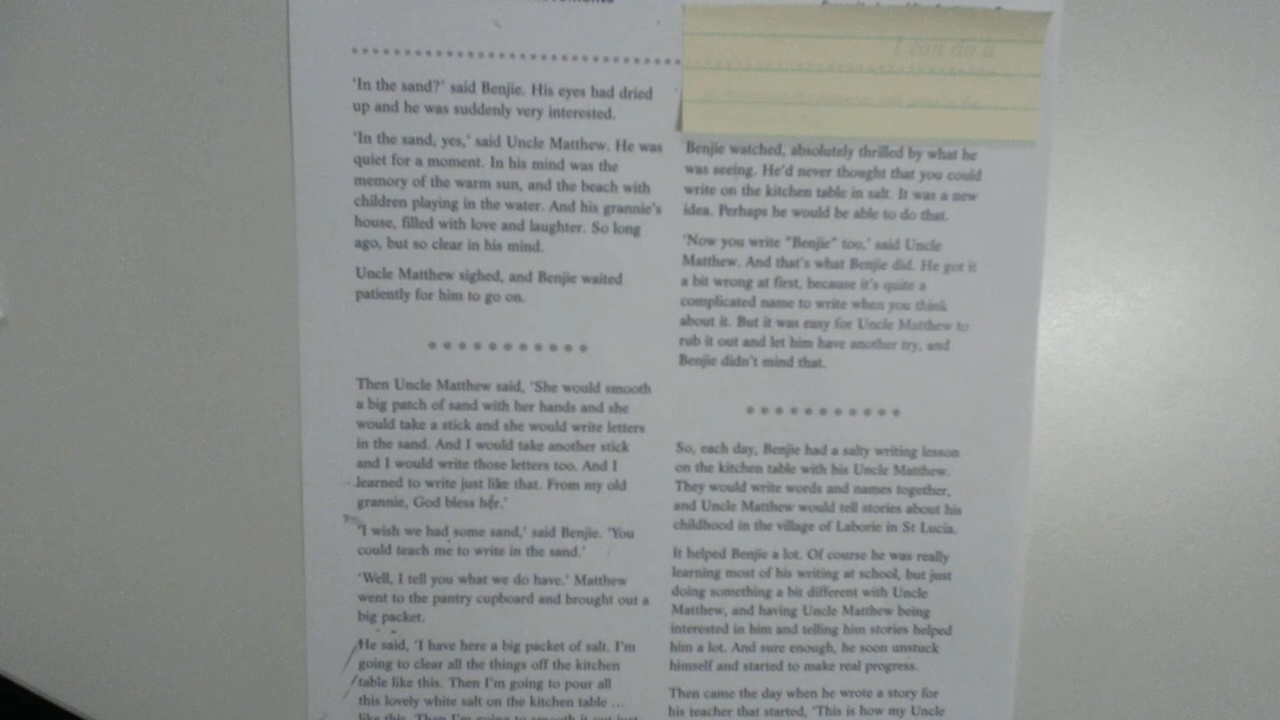 'In the sand?' said Benjie. His eyes had dried
up and he was suddenly very interested.
'In the sand, yes,' said Uncle Matthew. He was
quiet for a moment. In his mind was the
memory of the warm sun, and the beach with
children playing in the water. And his grannie's
house, filled with love and laughter. So long
ago, but so clear in his mind.
Uncle Matthew sighed, and Benjie waited
patiently for him to go on.
Then Uncle Matthew said, 'She would smooth
a big patch of sand with her hands and she
would take a stick and she would write letters
in the sand. And I would take another stick
and I would write those letters too. And I
learned to write just like that. From my old
grannie, God bless her.'
'I wish we had some sand,' said Benjie. 'You
could teach me to write in the sand.'
'Well, I tell you what we do have.' Matthew
went to the pantry cupboard and brought out a
big packet.
He said, 'I have here a big packet of salt. I'm
going to clear all the things off the kitchen
table like this. Then I'm going to pour all
this lovely white salt on the kitchen table ...
like this. Then I'm going to smooth it out just
I can do it
Benjie watched, absolutely thrilled by what he
was seeing. He'd never thought that you could
write on the kitchen table in salt. It was a new
idea. Perhaps he would be able to do that.
'Now you write "Benjie" too,' said Uncle
Matthew. And that's what Benjie did. He got it
a bit wrong at first, because it's quite a
complicated name to write when you think
about it. But it was easy for Uncle Matthew to
rub it out and let him have another try, and
Benjie didn't mind that.
So, each day, Benjie had a salty writing lesson
on the kitchen table with his Uncle Matthew.
They would write words and names together,
and Uncle Matthew would tell stories about his
childhood in the village of Laborie in St Lucia.
It helped Benjie a lot. Of course he was really
learning most of his writing at school, but just
doing something a bit different with Uncle
Matthew, and having Uncle Matthew being
interested in him and telling him stories helped
him a lot. And sure enough, he soon unstuck
himself and started to make real progress.
Then came the day when he wrote a story for
his teacher that started, 'This is how my Uncle